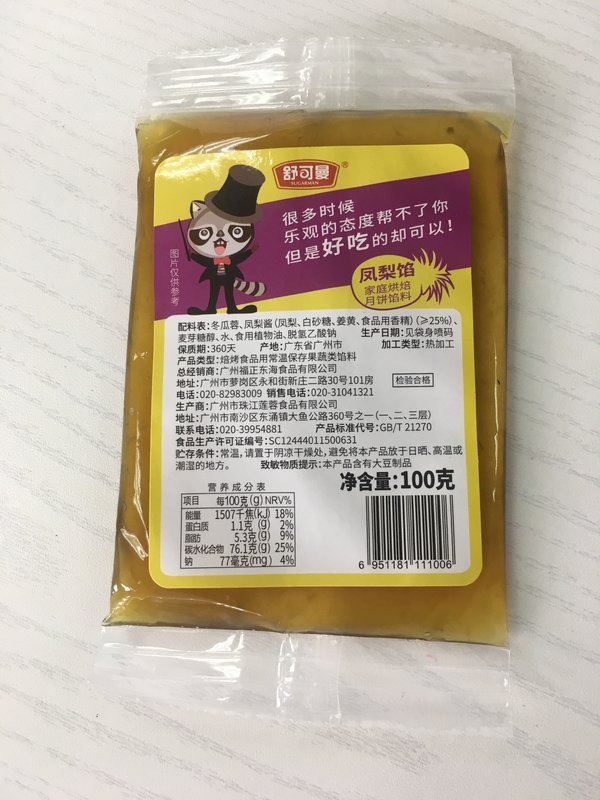 舒可曼®
SUGARMAN
很多时候
乐观的态度帮不了你
但是好吃的却可以!
图片仅供参考
凤梨馅
家庭烘焙
月饼馅料
配料表:冬瓜蓉、凤梨酱(凤梨、白砂糖、姜黄、食品用香精)(≥25%)、
麦芽糖醇、水、食用植物油、脱氢乙酸钠 生产日期:见袋身喷码
保质期:360天 产地:广东省广州市 加工类型:热加工
产品类型:焙烤食品用常温保存果蔬类馅料
总经销商:广州福正东海食品有限公司
地址:广州市萝岗区永和街新庄二路30号101房
检验合格
电话:020-82983009 销售电话:020-31041321
生产商:广州市珠江莲蓉食品有限公司
地址:广州市南沙区东涌镇大鱼公路360号之一(一、二、三层)
联系电话:020-39954881 产品标准代号:GB/T 21270
食品生产许可证编号:SC12444011500631
贮存条件:常温,请置于阴凉干燥处,避免将本产品放于日晒、高温或
潮湿的地方。 致敏物质提示:本产品含有大豆制品
净含量:100克
营养成分表
项目 每100克(g) NRV%
能量 1507千焦(kJ) 18%
蛋白质 1.1克(g) 2%
脂肪 5.3克(g) 9%
碳水化合物 76.1克(g) 25%
钠 77毫克(mg) 4%
6 951181 111006